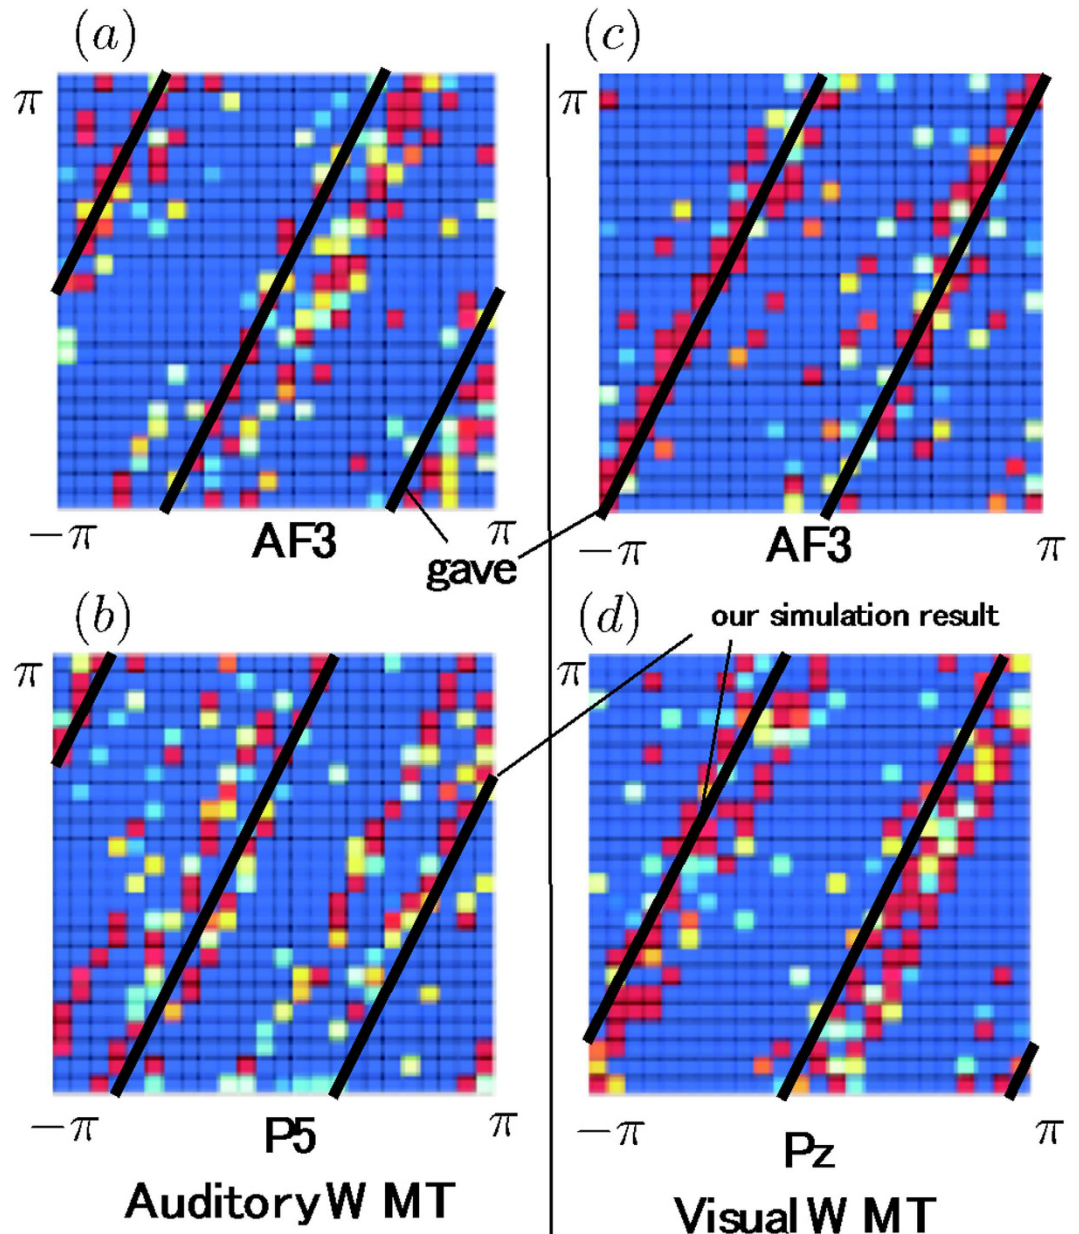 (a)
π
−π
π
AF3
gave
(c)
π
−π
π
AF3
(b)
π
−π
π
P5
Auditory W MT
(d)
our simulation result
π
−π
π
Pz
Visual W MT